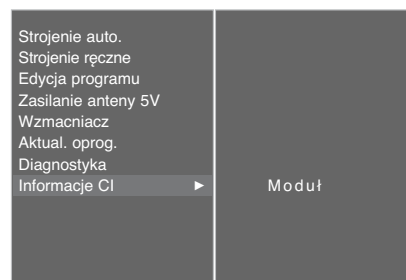 Strojenie auto.
Strojenie ręczne
Edycja programu
Zasilanie anteny 5V
Wzmacniacz
Aktual. oprog.
Diagnostyka
Informacje CI ► Moduł